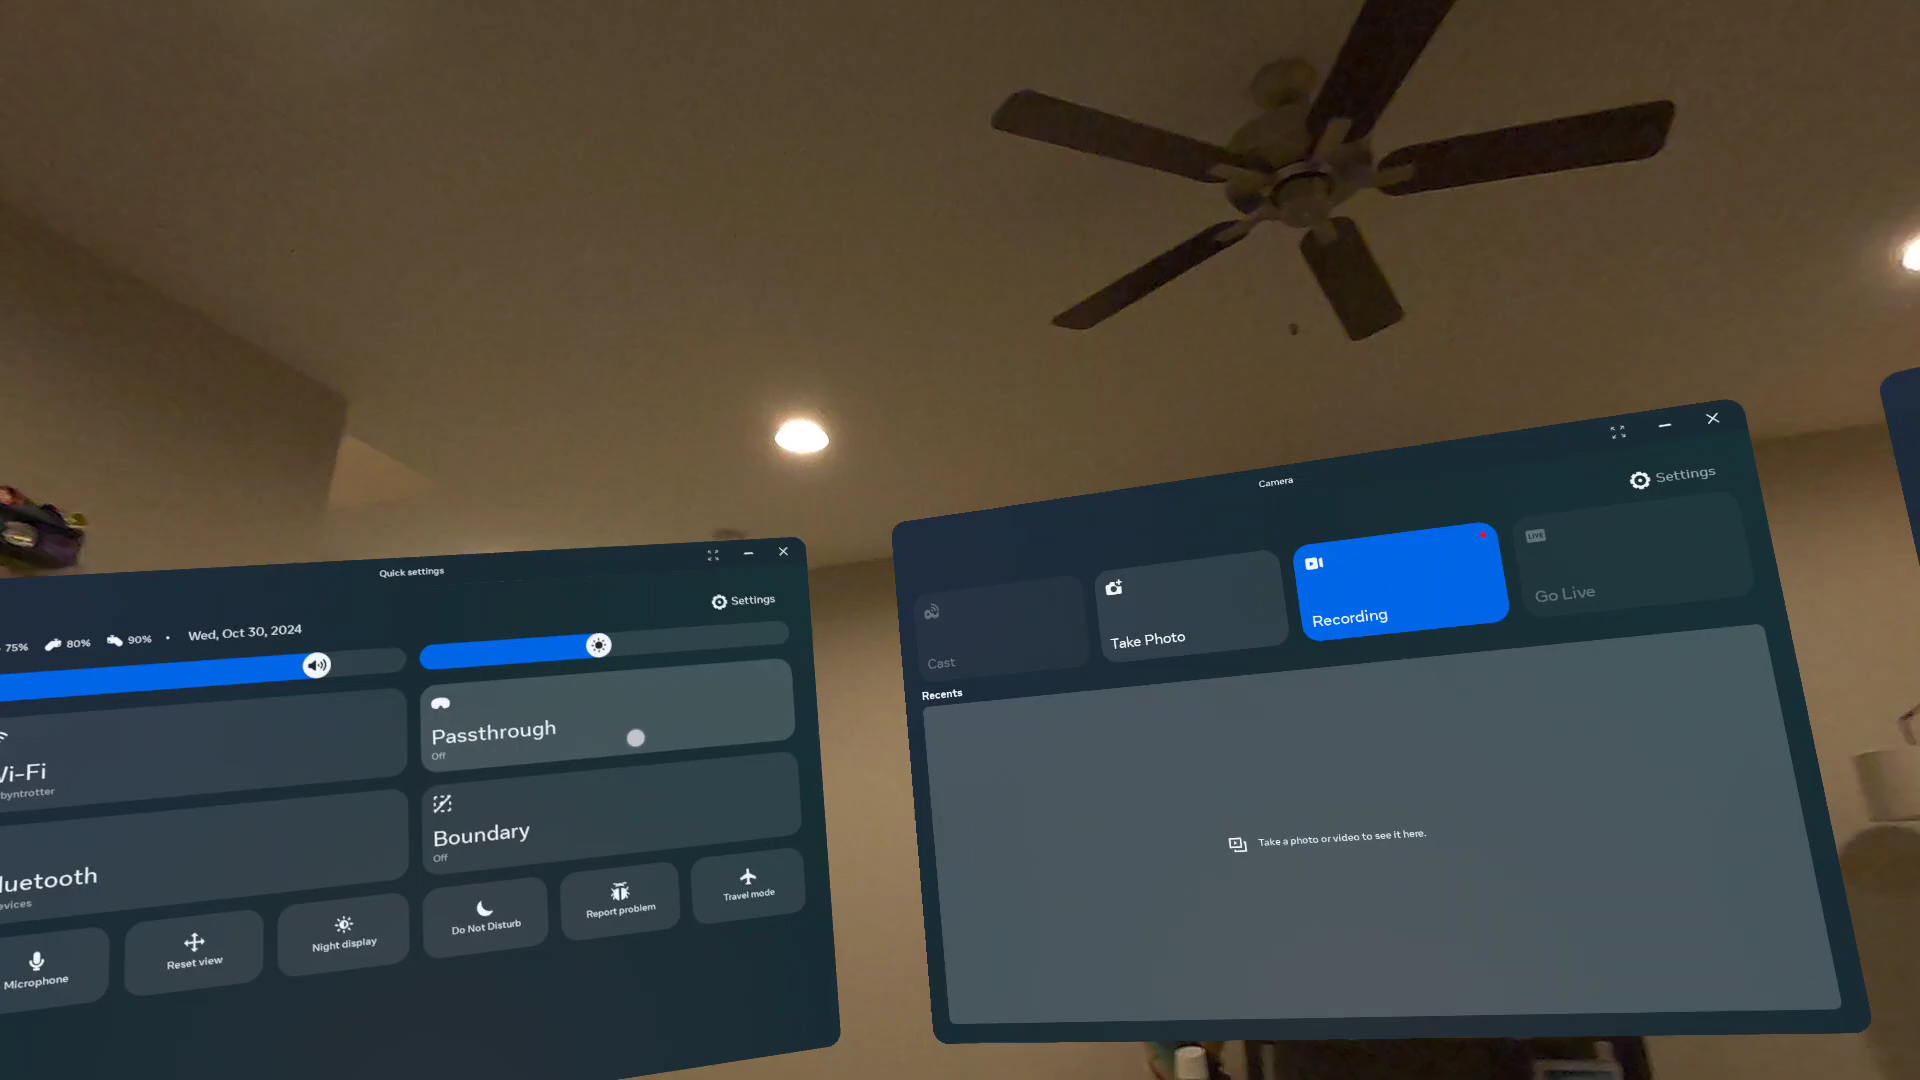 Quick settings
Settings
75% 80% 90% • Wed, Oct 30, 2024
Passthrough
Off
Boundary
Off
Microphone
Reset view
Night display
Do Not Disturb
Report problem
Travel mode
Camera
Settings
Cast
Take Photo
Recording
LIVE
Go Live
Recents
Take a photo or video to see it here.